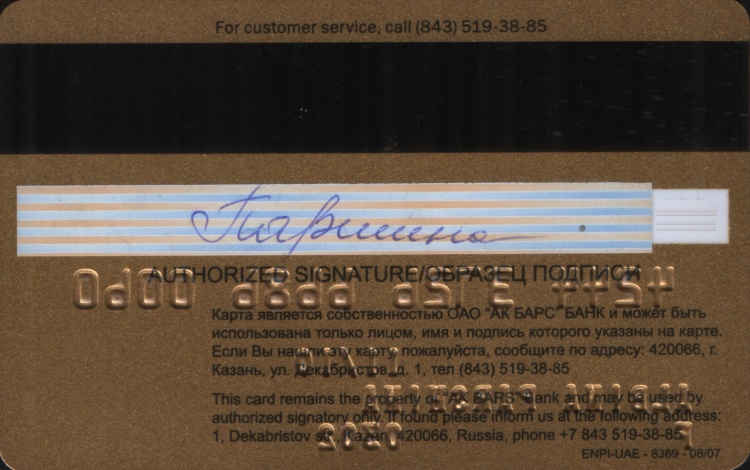 For customer service, call (843) 519-38-85
Паршина
AUTHORIZED SIGNATURE/ОБРАЗЕЦ ПОДПИСИ
Карта является собственностью ОАО "АК БАРС" БАНК и может быть
использована только лицом, имя и подпись которого указаны на карте.
Если Вы нашли эту карту, пожалуйста, сообщите по адресу: 420066, г.
Казань, ул. Декабристов, д. 1, тел (843) 519-38-85
This card remains the property of "AK BARS" Bank and may be used by
authorized signatory only. If found please inform us at the following address:
1, Dekabristov str., Kazan, 420066, Russia, phone +7 843 519-38-85
ENPI-UAE - 8369 - 08/07